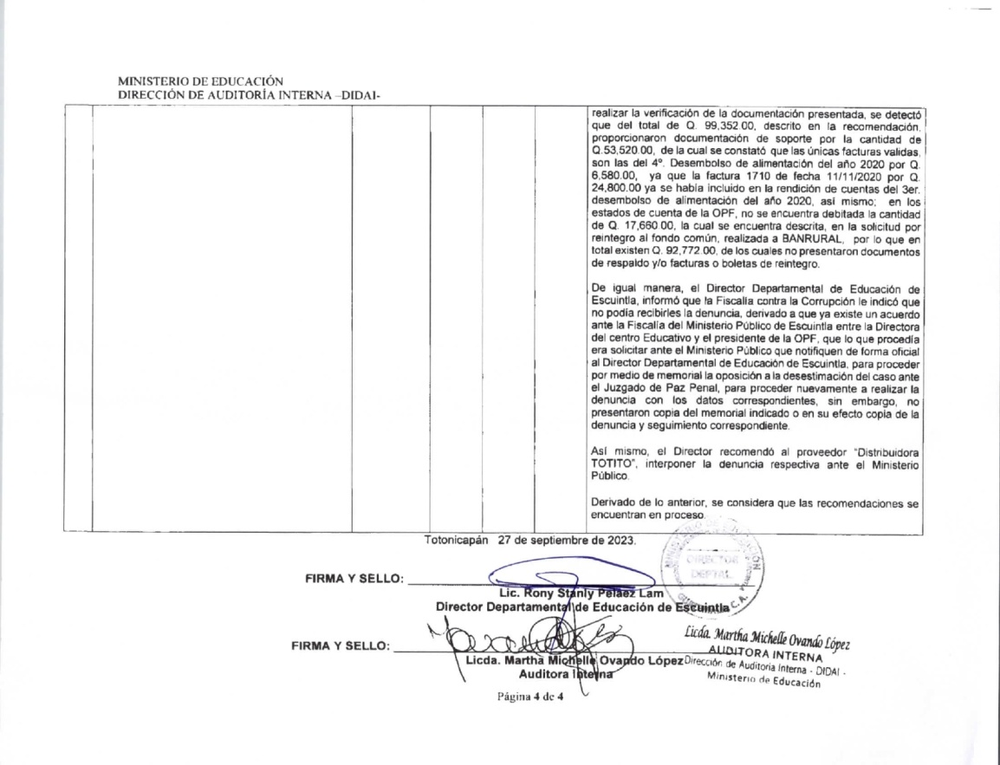 MINISTERIO DE EDUCACIÓN
DIRECCIÓN DE AUDITORÍA INTERNA –DIDAI-
realizar la verificación de la documentación presentada, se detectó
que del total de Q. 99,352.00, descrito en la recomendación,
proporcionaron documentación de soporte por la cantidad de
Q.53,520.00, de la cual se constató que las únicas facturas validas,
son las del 4º. Desembolso de alimentación del año 2020 por Q.
6,580.00, ya que la factura 1710 de fecha 11/11/2020 por Q.
24,800.00 ya se había incluido en la rendición de cuentas del 3er.
desembolso de alimentación del año 2020, así mismo; en los
estados de cuenta de la OPF, no se encuentra debitada la cantidad
de Q. 17,660.00, la cual se encuentra descrita, en la solicitud por
reintegro al fondo común, realizada a BANRURAL, por lo que en
total existen Q. 92,772.00, de los cuales no presentaron documentos
de respaldo y/o facturas o boletas de reintegro.
De igual manera, el Director Departamental de Educación de
Escuintla, informó que la Fiscalía contra la Corrupción le indicó que
no podía recibirles la denuncia, derivado a que ya existe un acuerdo
ante la Fiscalía del Ministerio Público de Escuintla entre la Directora
del centro Educativo y el presidente de la OPF, que lo que procedía
era solicitar ante el Ministerio Público que notifiquen de forma oficial
al Director Departamental de Educación de Escuintla, para proceder
por medio de memorial la oposición a la desestimación del caso ante
el Juzgado de Paz Penal, para proceder nuevamente a realizar la
denuncia con los datos correspondientes, sin embargo, no
presentaron copia del memorial indicado o en su efecto copia de la
denuncia y seguimiento correspondiente.
Así mismo, el Director recomendó al proveedor “Distribuidora
TOTITO”, interponer la denuncia respectiva ante el Ministerio
Público.
Derivado de lo anterior, se considera que las recomendaciones se
encuentran en proceso.
Totonicapán 27 de septiembre de 2023.
DIRECTOR
DEPTAL.
FIRMA Y SELLO:
Lic. Rony Stanly Peláez Lam
Director Departamental de Educación de Escuintla
FIRMA Y SELLO:
Licda. Martha Michelle Ovando López
Auditora Interna
Licda. Martha Michelle Ovando López
AUDITORA INTERNA
Dirección de Auditoría Interna - DIDAI -
Ministerio de Educación
Página 4 de 4